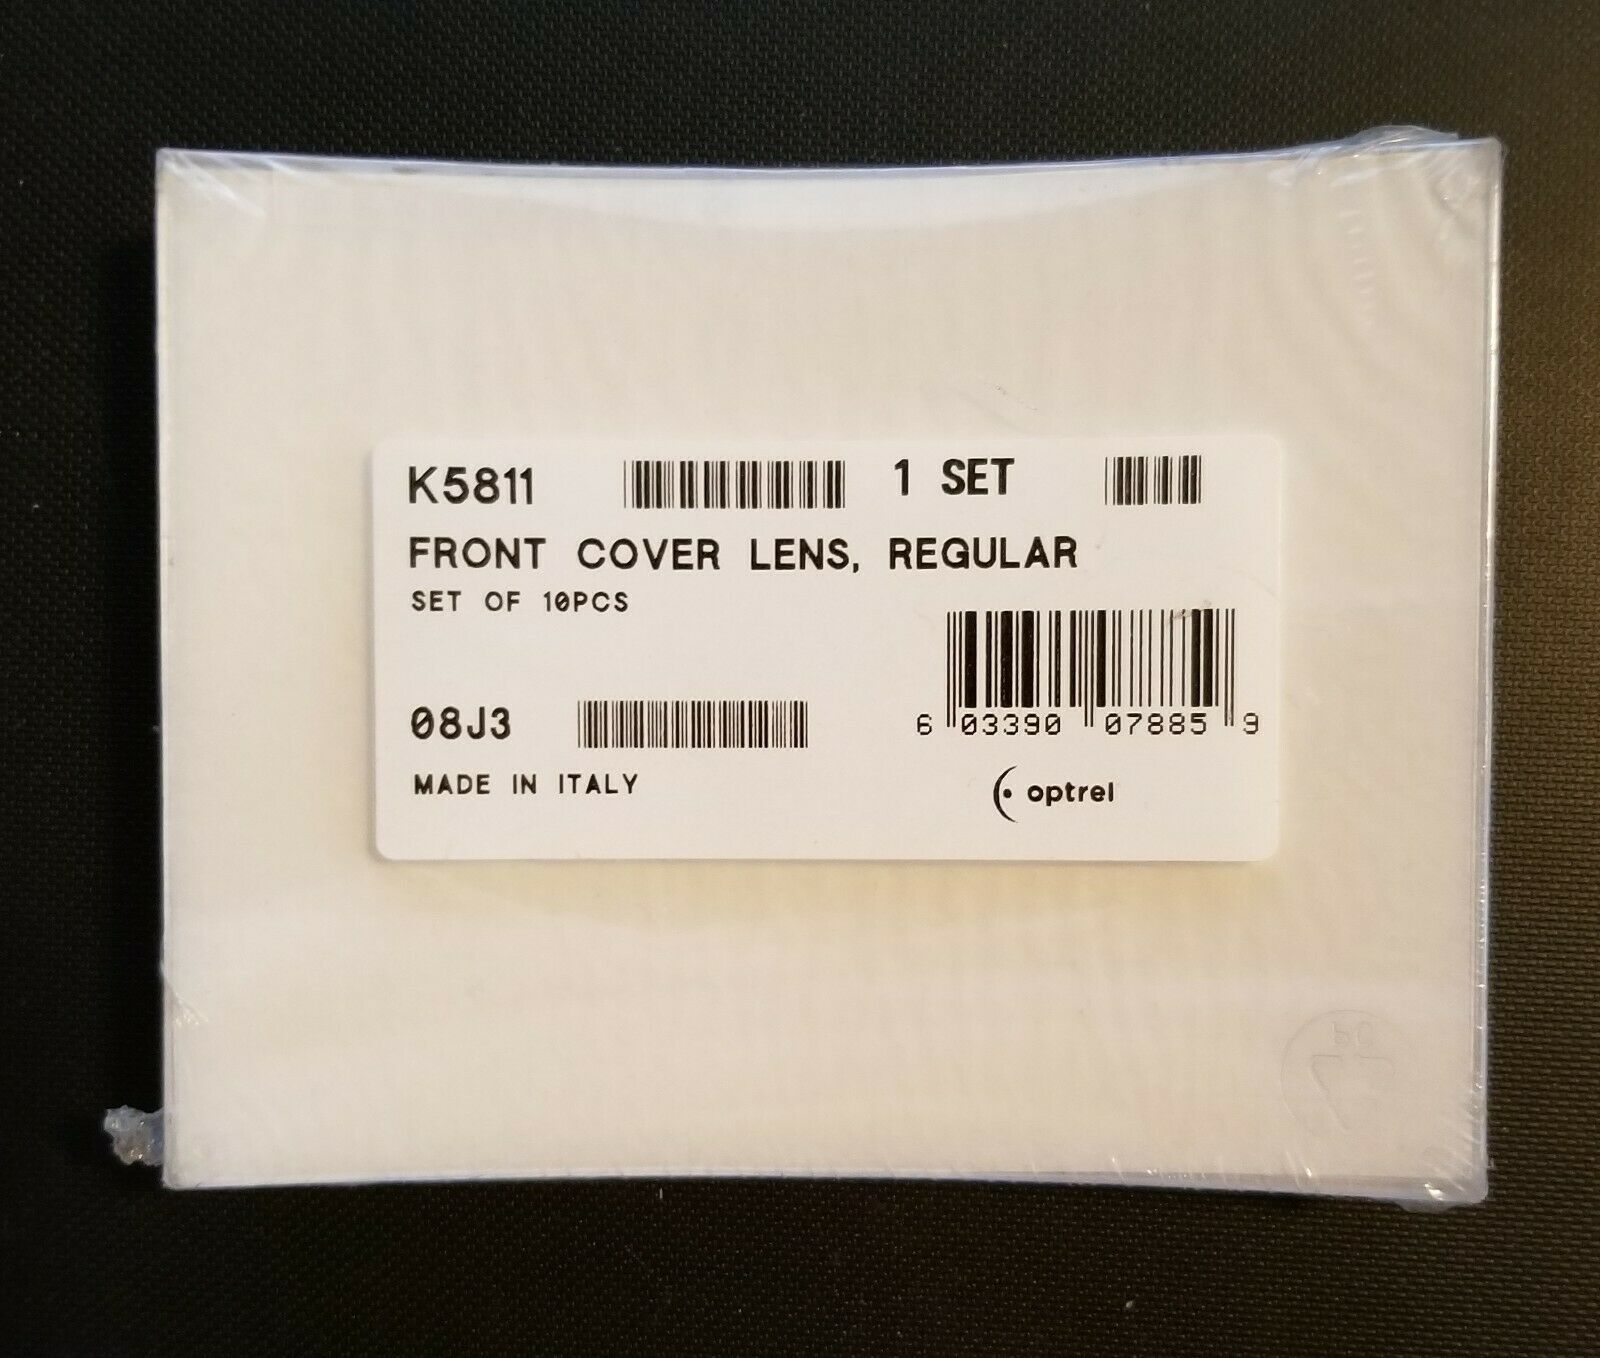 K5811 1 SET
FRONT COVER LENS, REGULAR
SET OF 10PCS
6 03390 07885 9
08J3
MADE IN ITALY
optrel